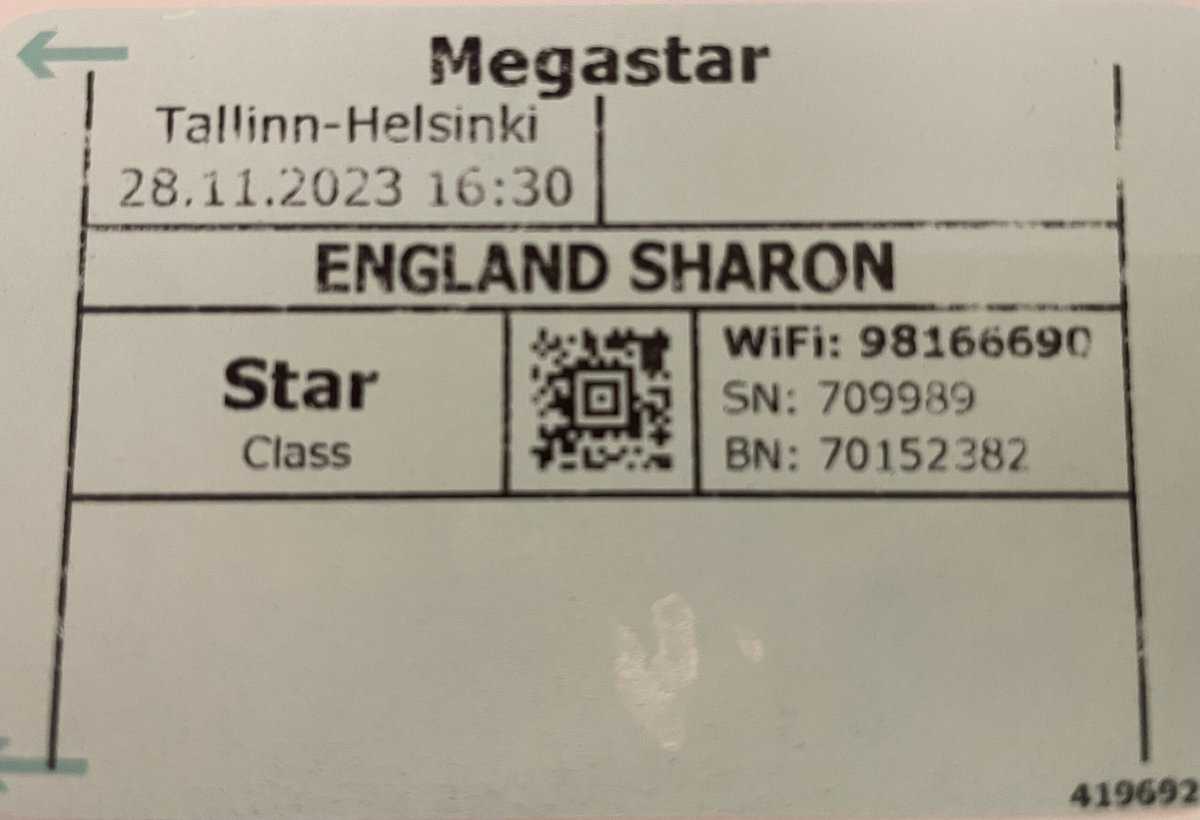 Megastar
Tallinn-Helsinki
28.11.2023 16:30
ENGLAND SHARON
Star
Class
WiFi: 98166690
SN: 709989
BN: 70152382
419692